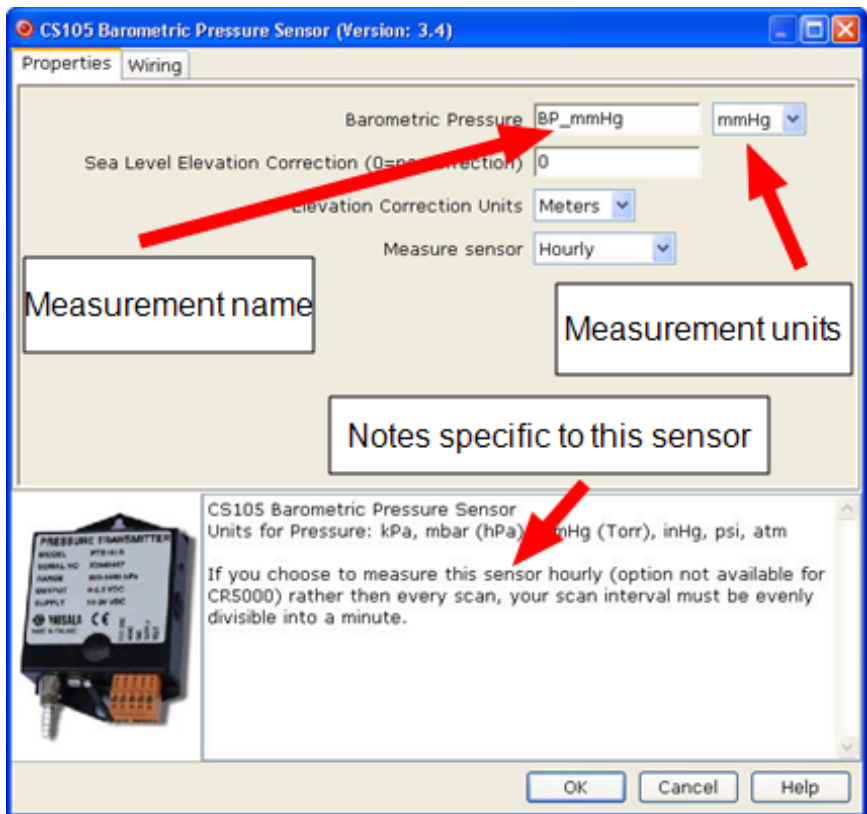 CS105 Barometric Pressure Sensor (Version: 3.4)
Properties Wiring
Barometric Pressure BP_mmHg mmHg
Sea Level Elevation Correction (0=no correction) 0
Elevation Correction Units Meters
Measure sensor Hourly
Measurement name
Measurement units
Notes specific to this sensor
CS105 Barometric Pressure Sensor
Units for Pressure: kPa, mbar (hPa), mmHg (Torr), inHg, psi, atm
If you choose to measure this sensor hourly (option not available for
CR5000) rather then every scan, your scan interval must be evenly
divisible into a minute.
PRESSURE TRANSMITTER
MODEL
SERIAL NO
RANGE
OUTPUT
SUPPLY
VAISALA CE
MADE IN FINLAND
OK Cancel Help